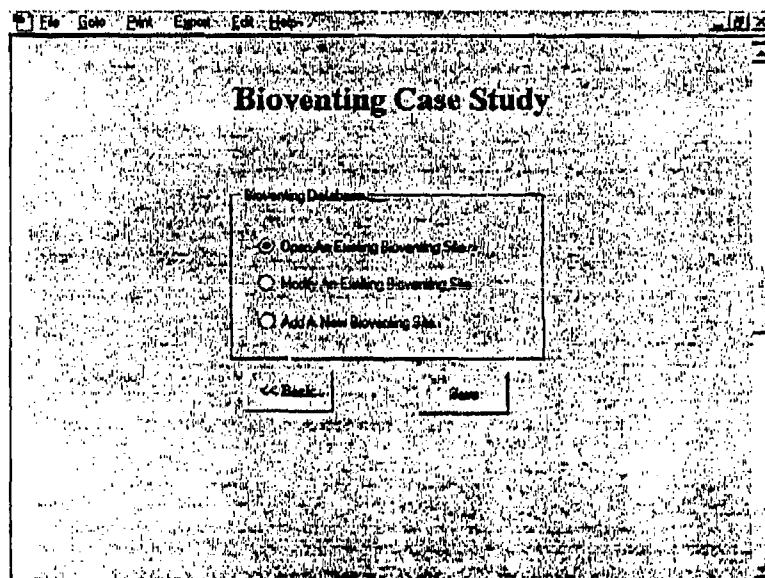 File Goto Print Export Edit Help
Bioventing Case Study
Bioventing Database
Open An Existing Bioventing Site
Modify An Existing Bioventing Site
Add A New Bioventing Site
<< Back